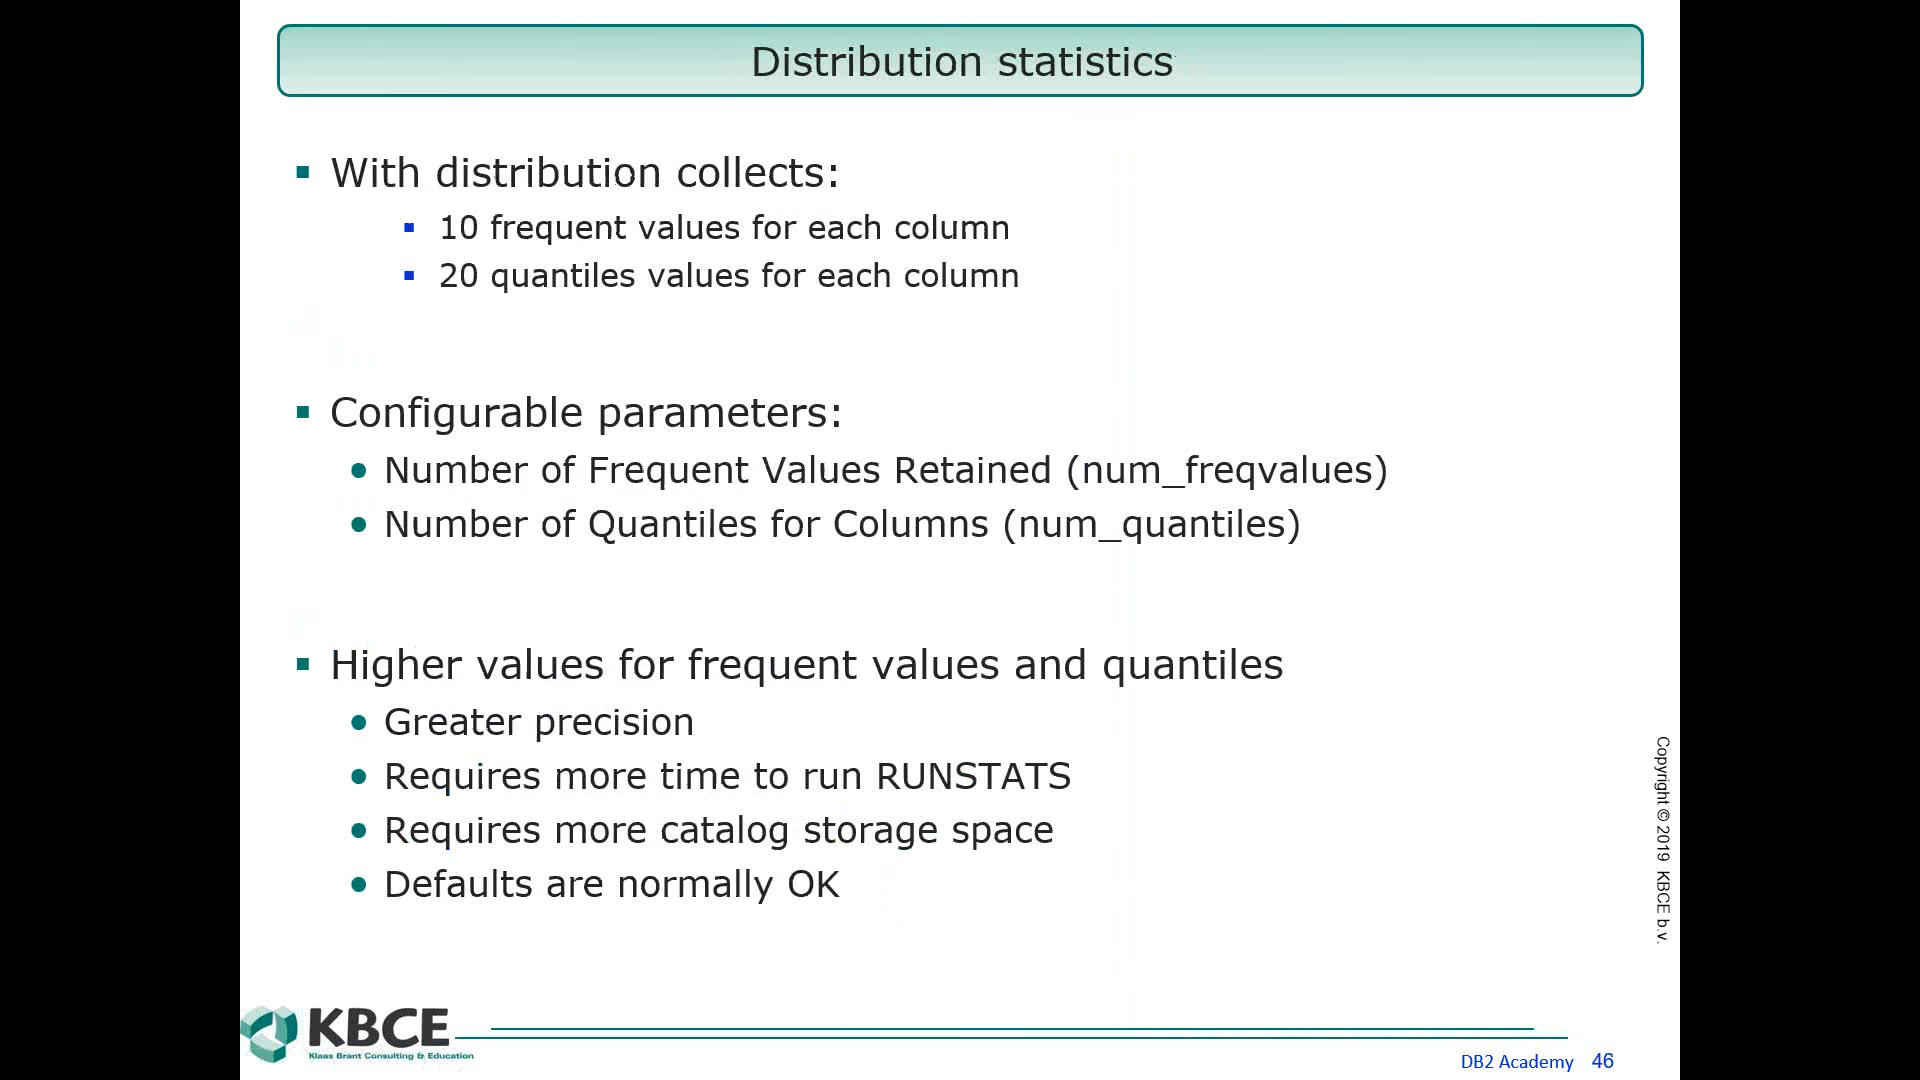 Distribution statistics
With distribution collects:
10 frequent values for each column
20 quantiles values for each column
Configurable parameters:
Number of Frequent Values Retained (num_freqvalues)
Number of Quantiles for Columns (num_quantiles)
Higher values for frequent values and quantiles
Greater precision
Requires more time to run RUNSTATS
Requires more catalog storage space
Defaults are normally OK
Copyright © 2019 KBCE b.v.
KBCE
Klaas Brant Consulting & Education
DB2 Academy 46